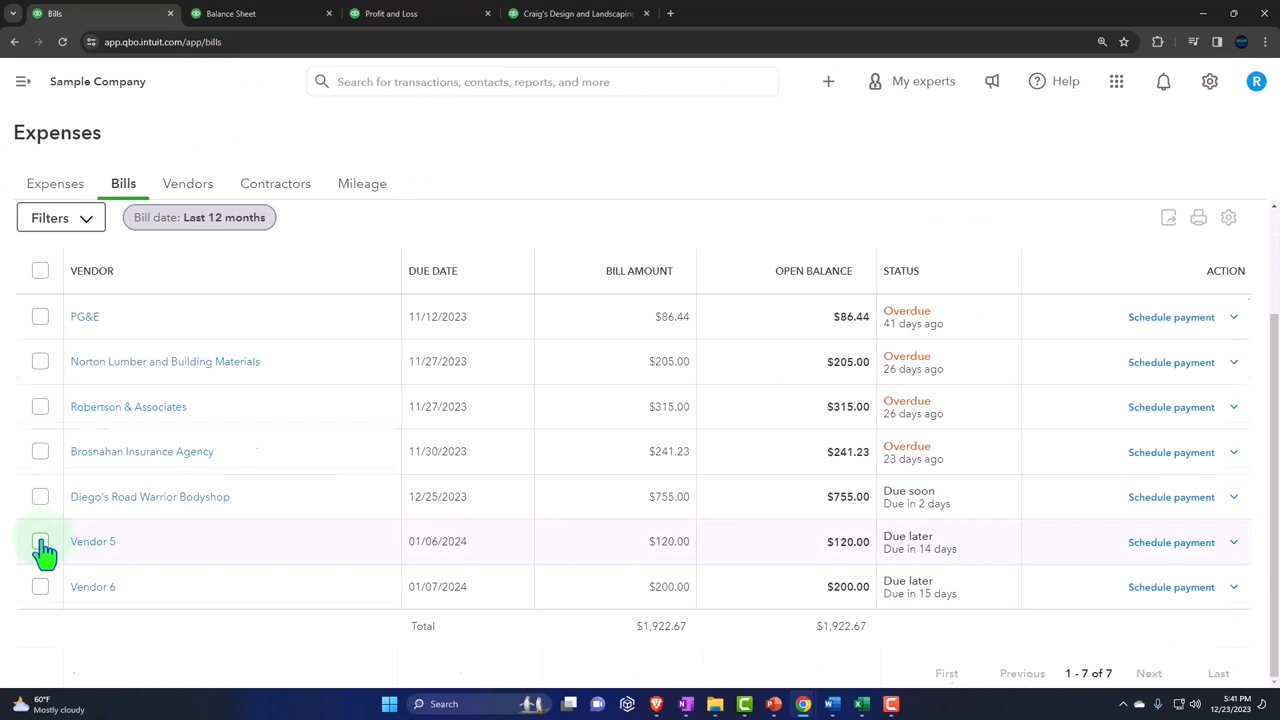 Bills
Balance Sheet
Profit and Loss
Craig's Design and Landscaping
app.qbo.intuit.com/app/bills
Sample Company
Search for transactions, contacts, reports, and more
My experts
Help
R
Expenses
Expenses Bills Vendors Contractors Mileage
Filters
Bill date: Last 12 months
VENDOR DUE DATE BILL AMOUNT OPEN BALANCE STATUS ACTION
PG&E 11/12/2023 $86.44 $86.44 Overdue Schedule payment
41 days ago
Norton Lumber and Building Materials 11/27/2023 $205.00 $205.00 Overdue Schedule payment
26 days ago
Robertson & Associates 11/27/2023 $315.00 $315.00 Overdue Schedule payment
26 days ago
Brosnahan Insurance Agency 11/30/2023 $241.23 $241.23 Overdue Schedule payment
23 days ago
Diego's Road Warrior Bodyshop 12/25/2023 $755.00 $755.00 Due soon Schedule payment
Due in 2 days
Vendor 5 01/06/2024 $120.00 $120.00 Due later Schedule payment
Due in 14 days
Vendor 6 01/07/2024 $200.00 $200.00 Due later Schedule payment
Due in 15 days
Total $1,922.67 $1,922.67
First Previous 1 - 7 of 7 Next Last
60°F
Mostly cloudy
Search
5:41 PM
12/23/2023